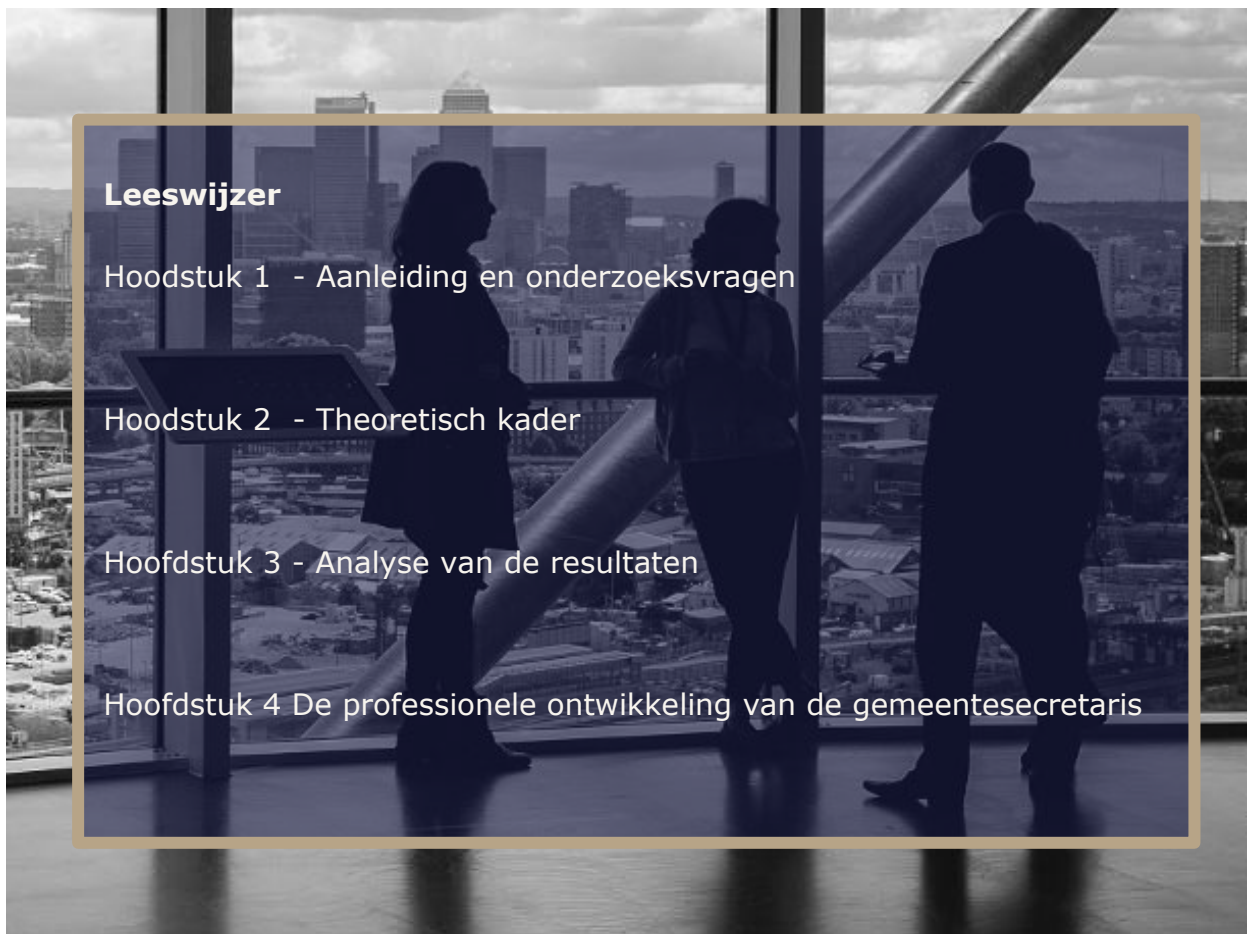 Leeswijzer
Hoodstuk 1  - Aanleiding en onderzoeksvragen
Hoodstuk 2  - Theoretisch kader
Hoofdstuk 3 - Analyse van de resultaten
Hoofdstuk 4 De professionele ontwikkeling van de gemeentesecretaris